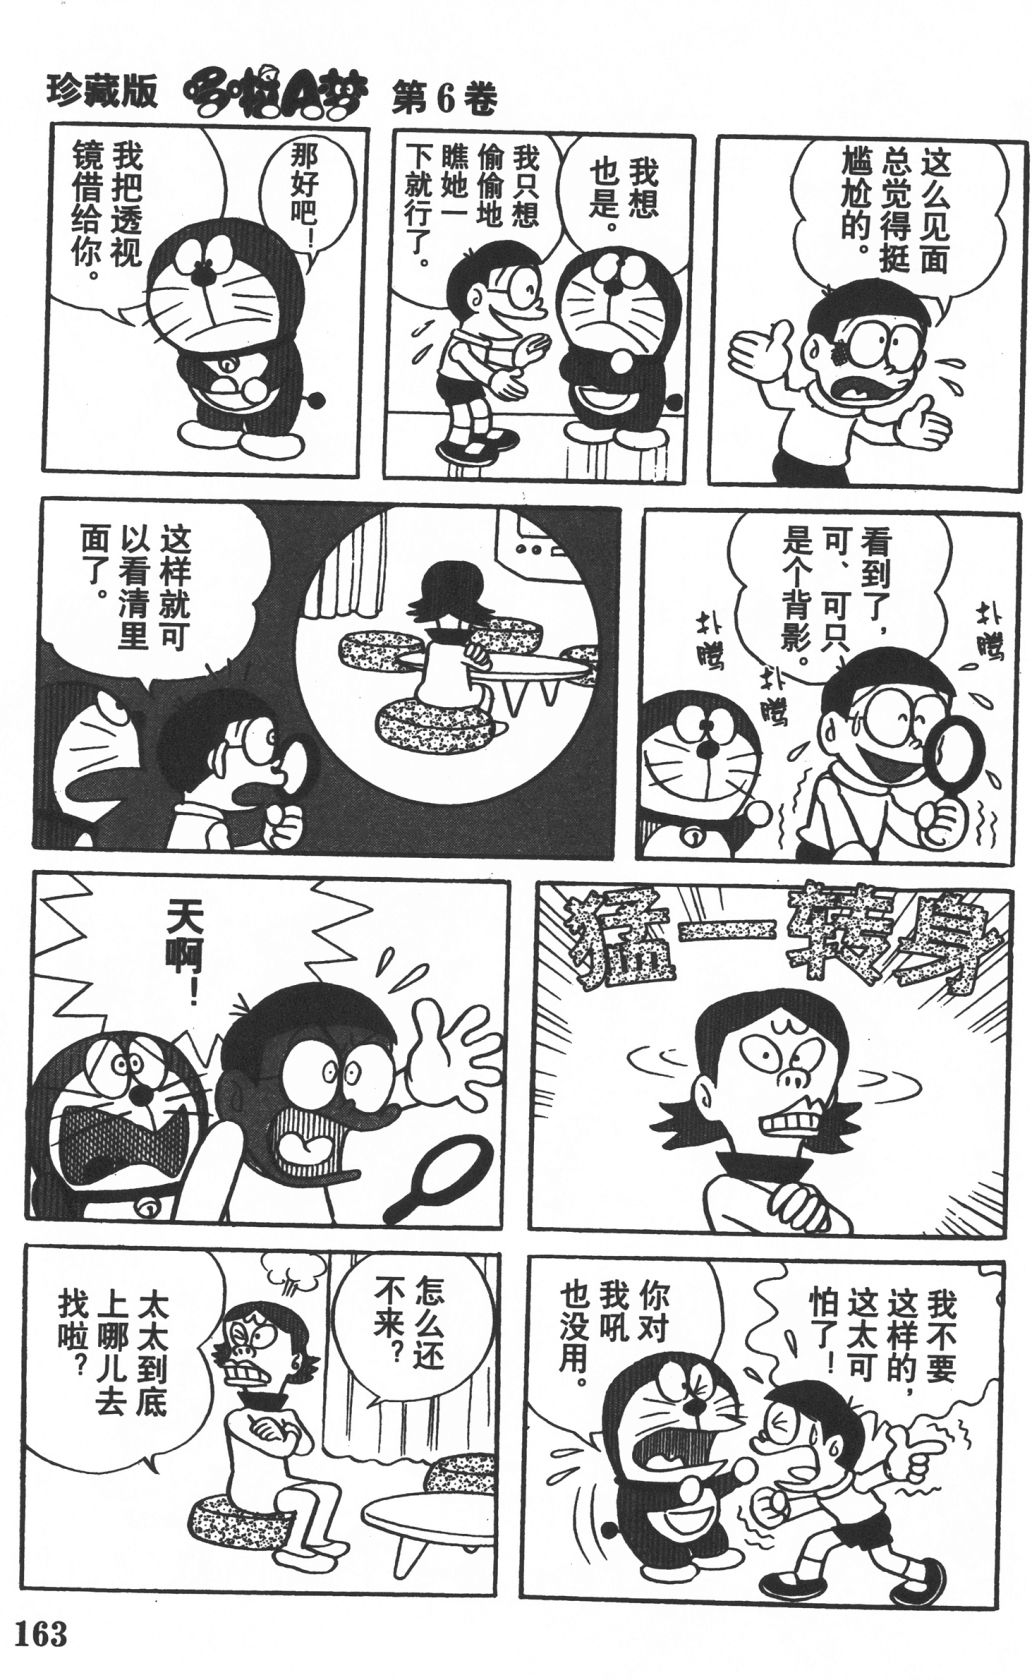 珍藏版 哆啦A梦 第6卷
这么见面
总觉得挺
尴尬的。
我想
也是。
我只想
偷偷地
瞧她一
下就行了。
那好吧！
我把透视
镜借给你。
看到了，
可、可只
是个背影。
扑腾
扑腾
扑腾
这样就可
以看清里
面了。
猛一转身
天啊！
我不要
这样的，
这太可
怕了！
你对
我吼
也没用。
怎么还
不来？
太太到底
上哪儿去
找啦？
163